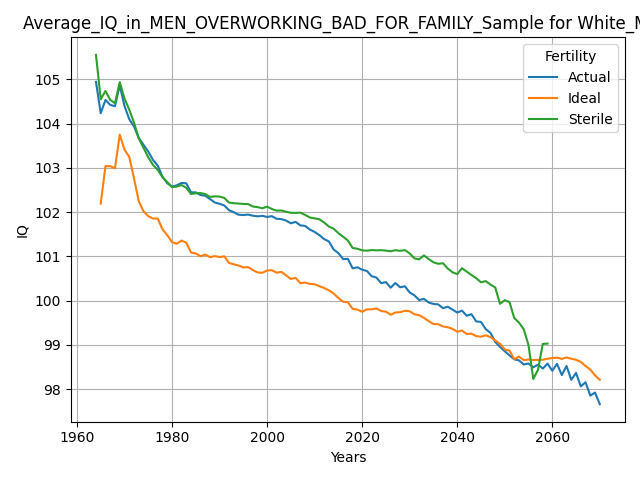 Average_IQ_in_MEN_OVERWORKING_BAD_FOR_FAMILY_Sample for White_M
Fertility
Actual
Ideal
Sterile
105
104
103
102
101
100
99
98
IQ
1960
1980
2000
2020
2040
2060
Years